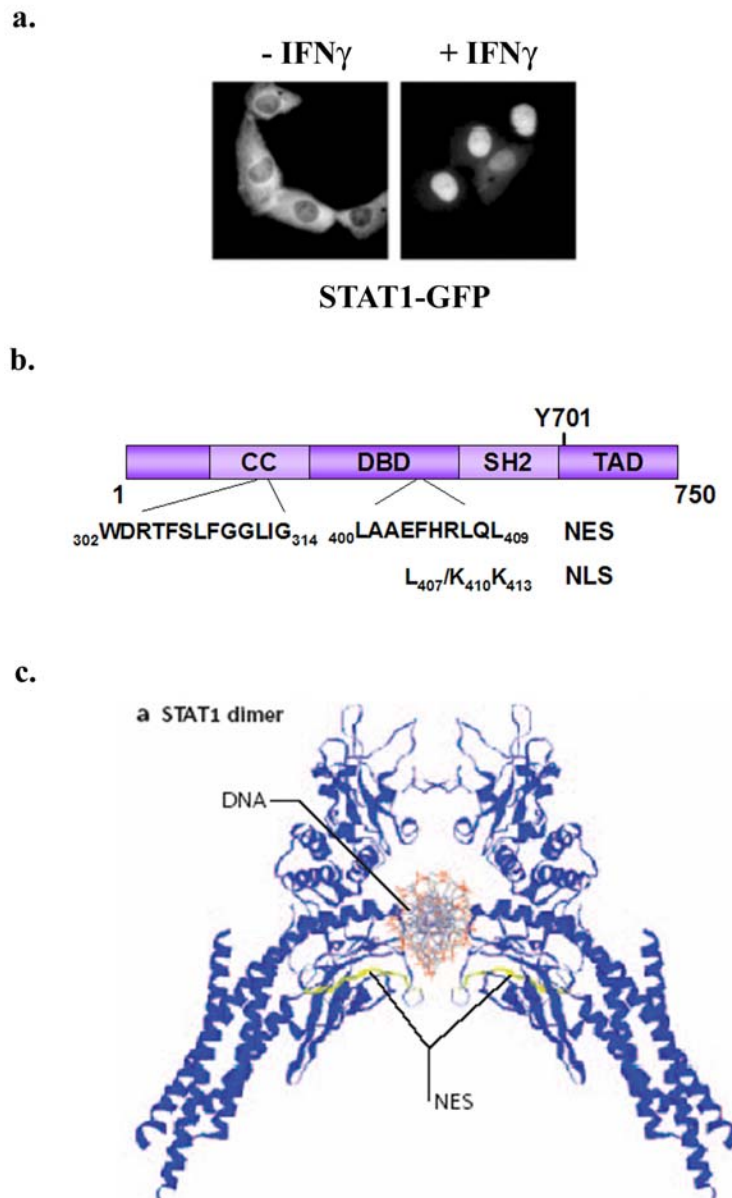 a.
- IFNγ + IFNγ
STAT1-GFP
b.
Y701
CC DBD SH2 TAD
1 750
302WDRTFSLFGGLIG314 400LAAEFHRLQL409 NES
L407/K410K413 NLS
c.
a STAT1 dimer
DNA
NES